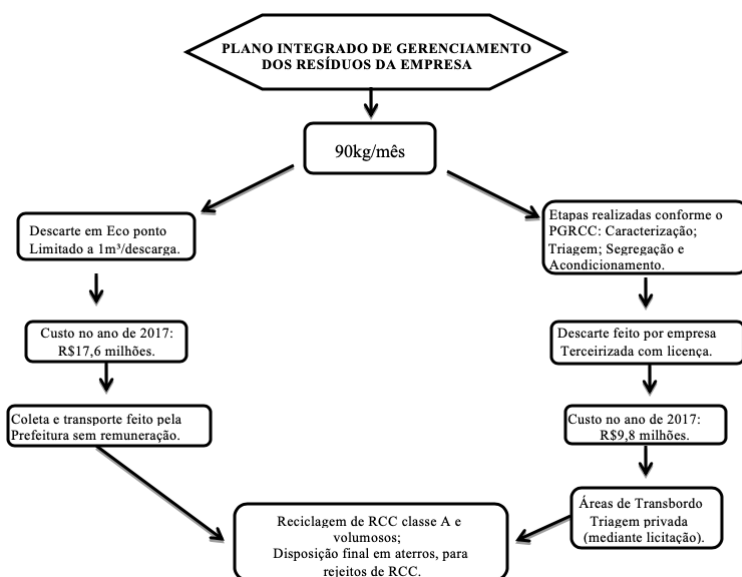 PLANO INTEGRADO DE GERENCIAMENTO
DOS RESÍDUOS DA EMPRESA
90kg/mês
Descarte em Eco ponto
Limitado a 1m³/descarga.
Custo no ano de 2017:
R$17,6 milhões.
Coleta e transporte feito pela
Prefeitura sem remuneração.
Etapas realizadas conforme o
PGRCC: Caracterização;
Triagem; Segregação e
Acondicionamento.
Descarte feito por empresa
Terceirizada com licença.
Custo no ano de 2017:
R$9,8 milhões.
Áreas de Transbordo
Triagem privada
(mediante licitação).
Reciclagem de RCC classe A e
volumosos;
Disposição final em aterros, para
rejeitos de RCC.